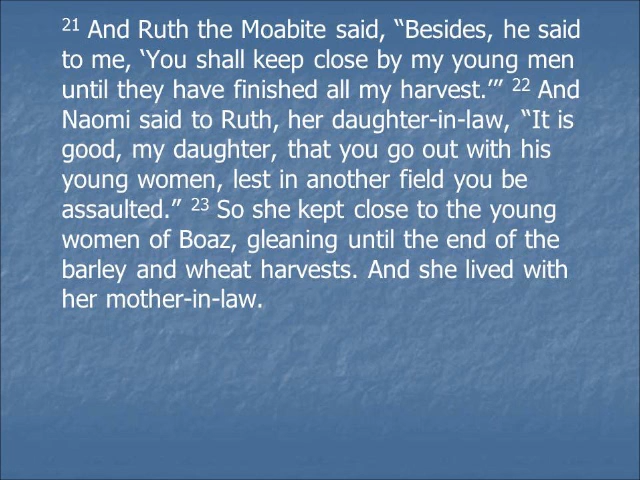 21 And Ruth the Moabite said, “Besides, he said
to me, ‘You shall keep close by my young men
until they have finished all my harvest.’” 22 And
Naomi said to Ruth, her daughter-in-law, “It is
good, my daughter, that you go out with his
young women, lest in another field you be
assaulted.” 23 So she kept close to the young
women of Boaz, gleaning until the end of the
barley and wheat harvests. And she lived with
her mother-in-law.